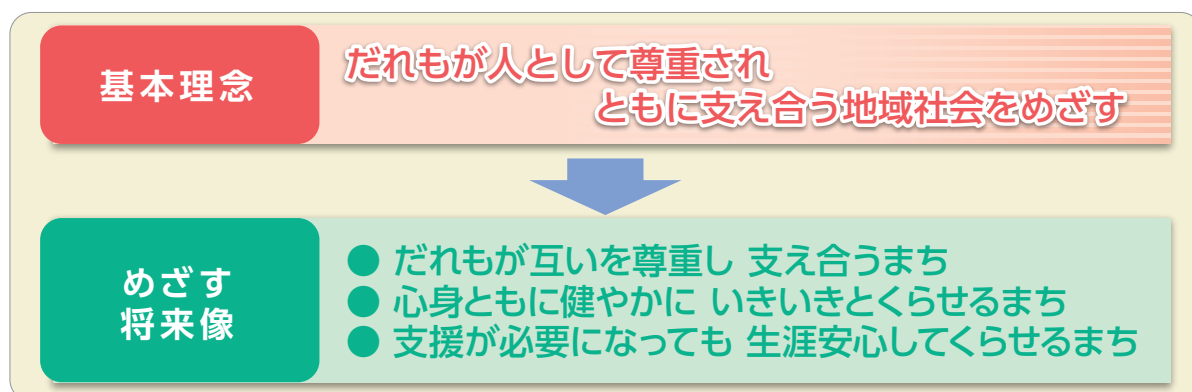 基本理念
だれもが人として尊重され
ともに支え合う地域社会をめざす
めざす
将来像
● だれもが互いを尊重し 支え合うまち
● 心身ともに健やかに いきいきとくらせるまち
● 支援が必要になっても 生涯安心してくらせるまち